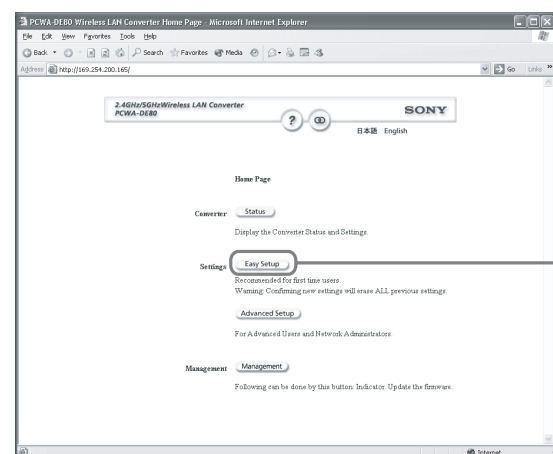 PCWA-DE80 Wireless LAN Converter Home Page - Microsoft Internet Explorer
File Edit View Favorites Tools Help
Back Search Favorites Media
Address http://169.254.200.165/ Go Links »
2.4GHz/5GHzWireless LAN Converter
PCWA-DE80
?
SONY
日本語 English
Home Page
Converter Status
Display the Converter Status and Settings.
Settings Easy Setup
Recommended for first time users.
Warning: Confirming new settings will erase ALL previous settings.
Advanced Setup
For Advanced Users and Network Administrators.
Management Management
Following can be done by this button: Indicator. Update the firmware.
Internet